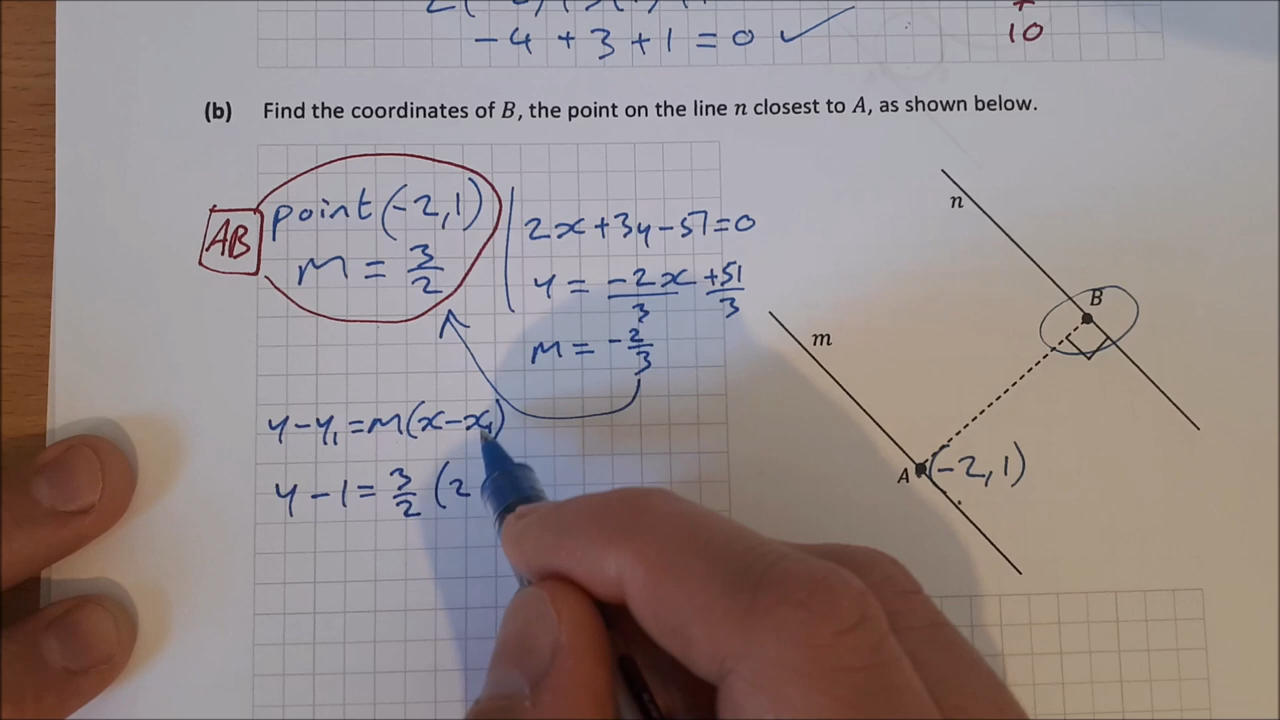 -4 + 3 + 1 = 0 ✓
10
(b) Find the coordinates of B, the point on the line n closest to A, as shown below.
AB
point (-2, 1)
m = 3/2
2x+3y-57=0
y = -2x/3 +51/3
m = -2/3
y-y₁ = m(x-x₁)
y-1 = 3/2 (2
n
B
m
A (-2, 1)